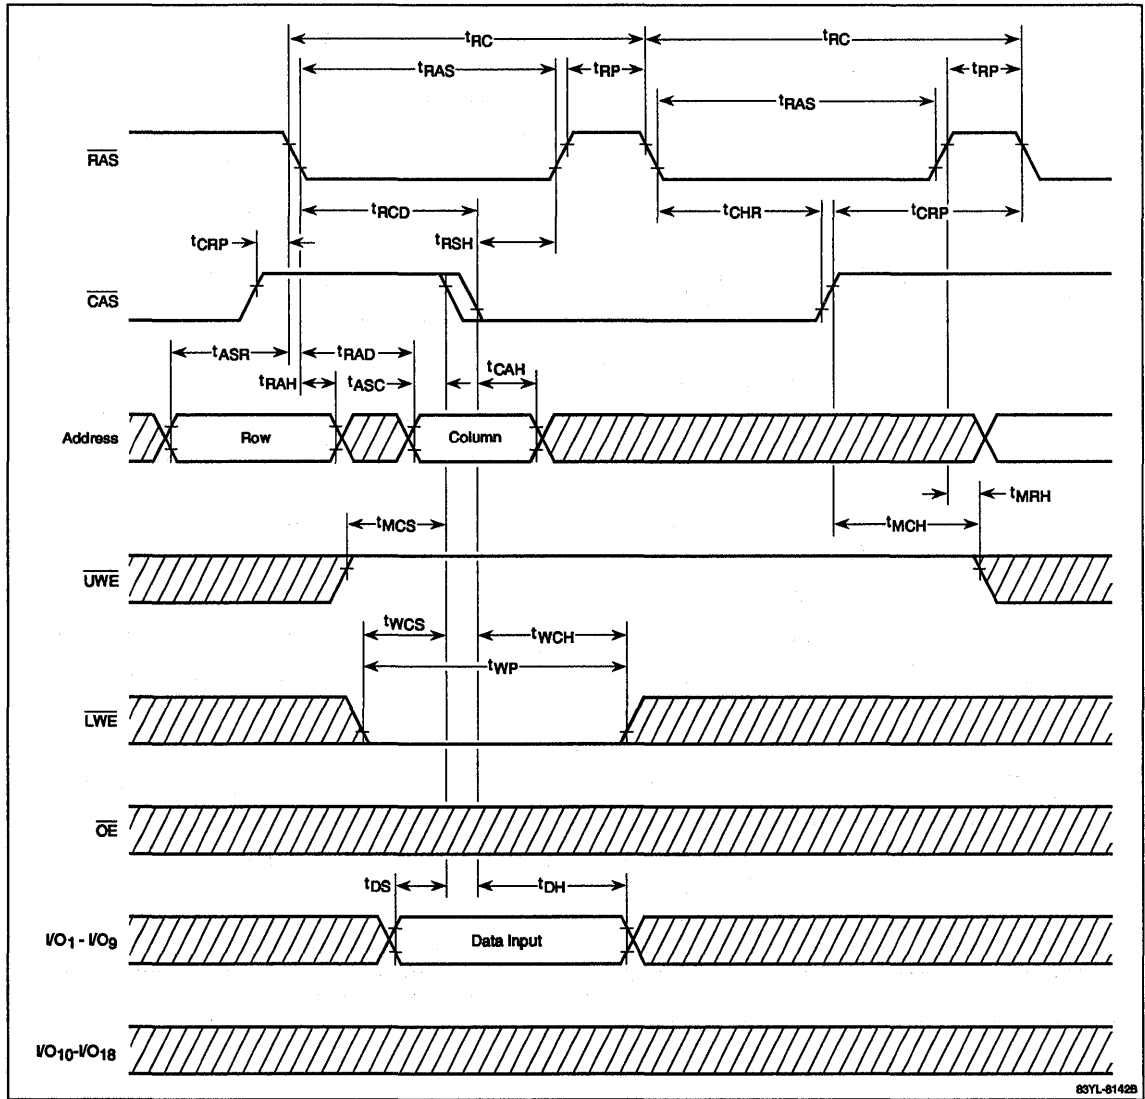 tRC tRC
tRAS tRP tRP
tRAS
RAS
tRCD tCHR tCRP
tCRP tRSH
CAS
tASR tRAD tCAH
tRAH tASC
Address Row Column
tMRH
tMCS tMCH
UWE
tWCS tWCH
tWP
LWE
OE
tDS tDH
I/O1 - I/O9 Data Input
I/O10-I/O18
83YL-8142B